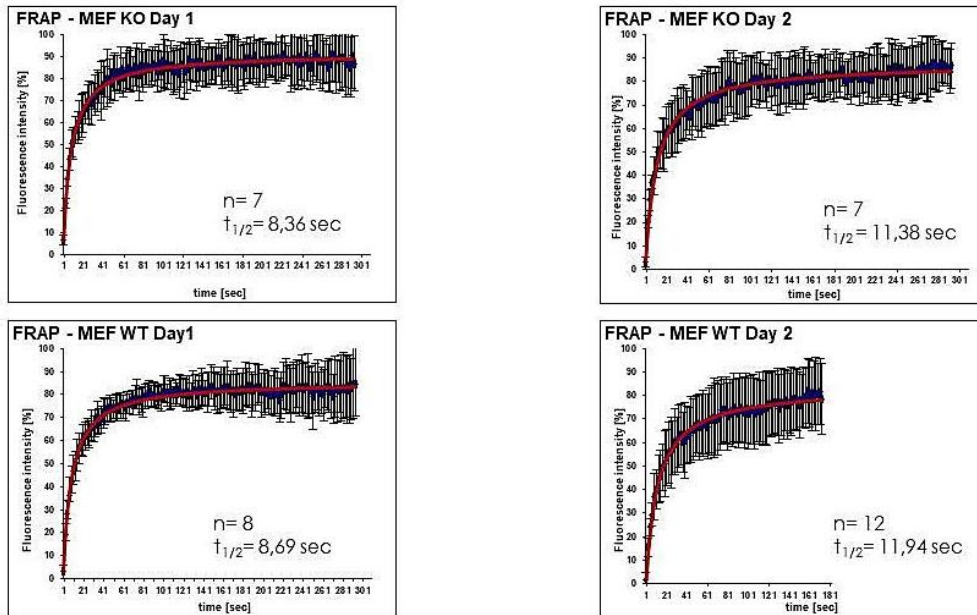 FRAP - MEF KO Day 1
Fluorescence intensity [%]
100
90
80
70
60
50
40
30
20
10
0
n= 7
t1/2= 8,36 sec
1 21 41 61 81 101 121 141 161 181 201 221 241 261 281 301
time [sec]
FRAP - MEF KO Day 2
Fluorescence intensity [%]
100
90
80
70
60
50
40
30
20
10
0
n= 7
t1/2= 11,38 sec
1 21 41 61 81 101 121 141 161 181 201 221 241 261 281 301
time [sec]
FRAP - MEF WT Day1
Fluorescence intensity [%]
100
90
80
70
60
50
40
30
20
10
0
n= 8
t1/2= 8,69 sec
1 21 41 61 81 101 121 141 161 181 201 221 241 261 281 301
time [sec]
FRAP - MEF WT Day 2
Fluorescence intensity [%]
100
90
80
70
60
50
40
30
20
10
0
n= 12
t1/2= 11,94 sec
1 21 41 61 81 101 121 141 161 181
time [sec]